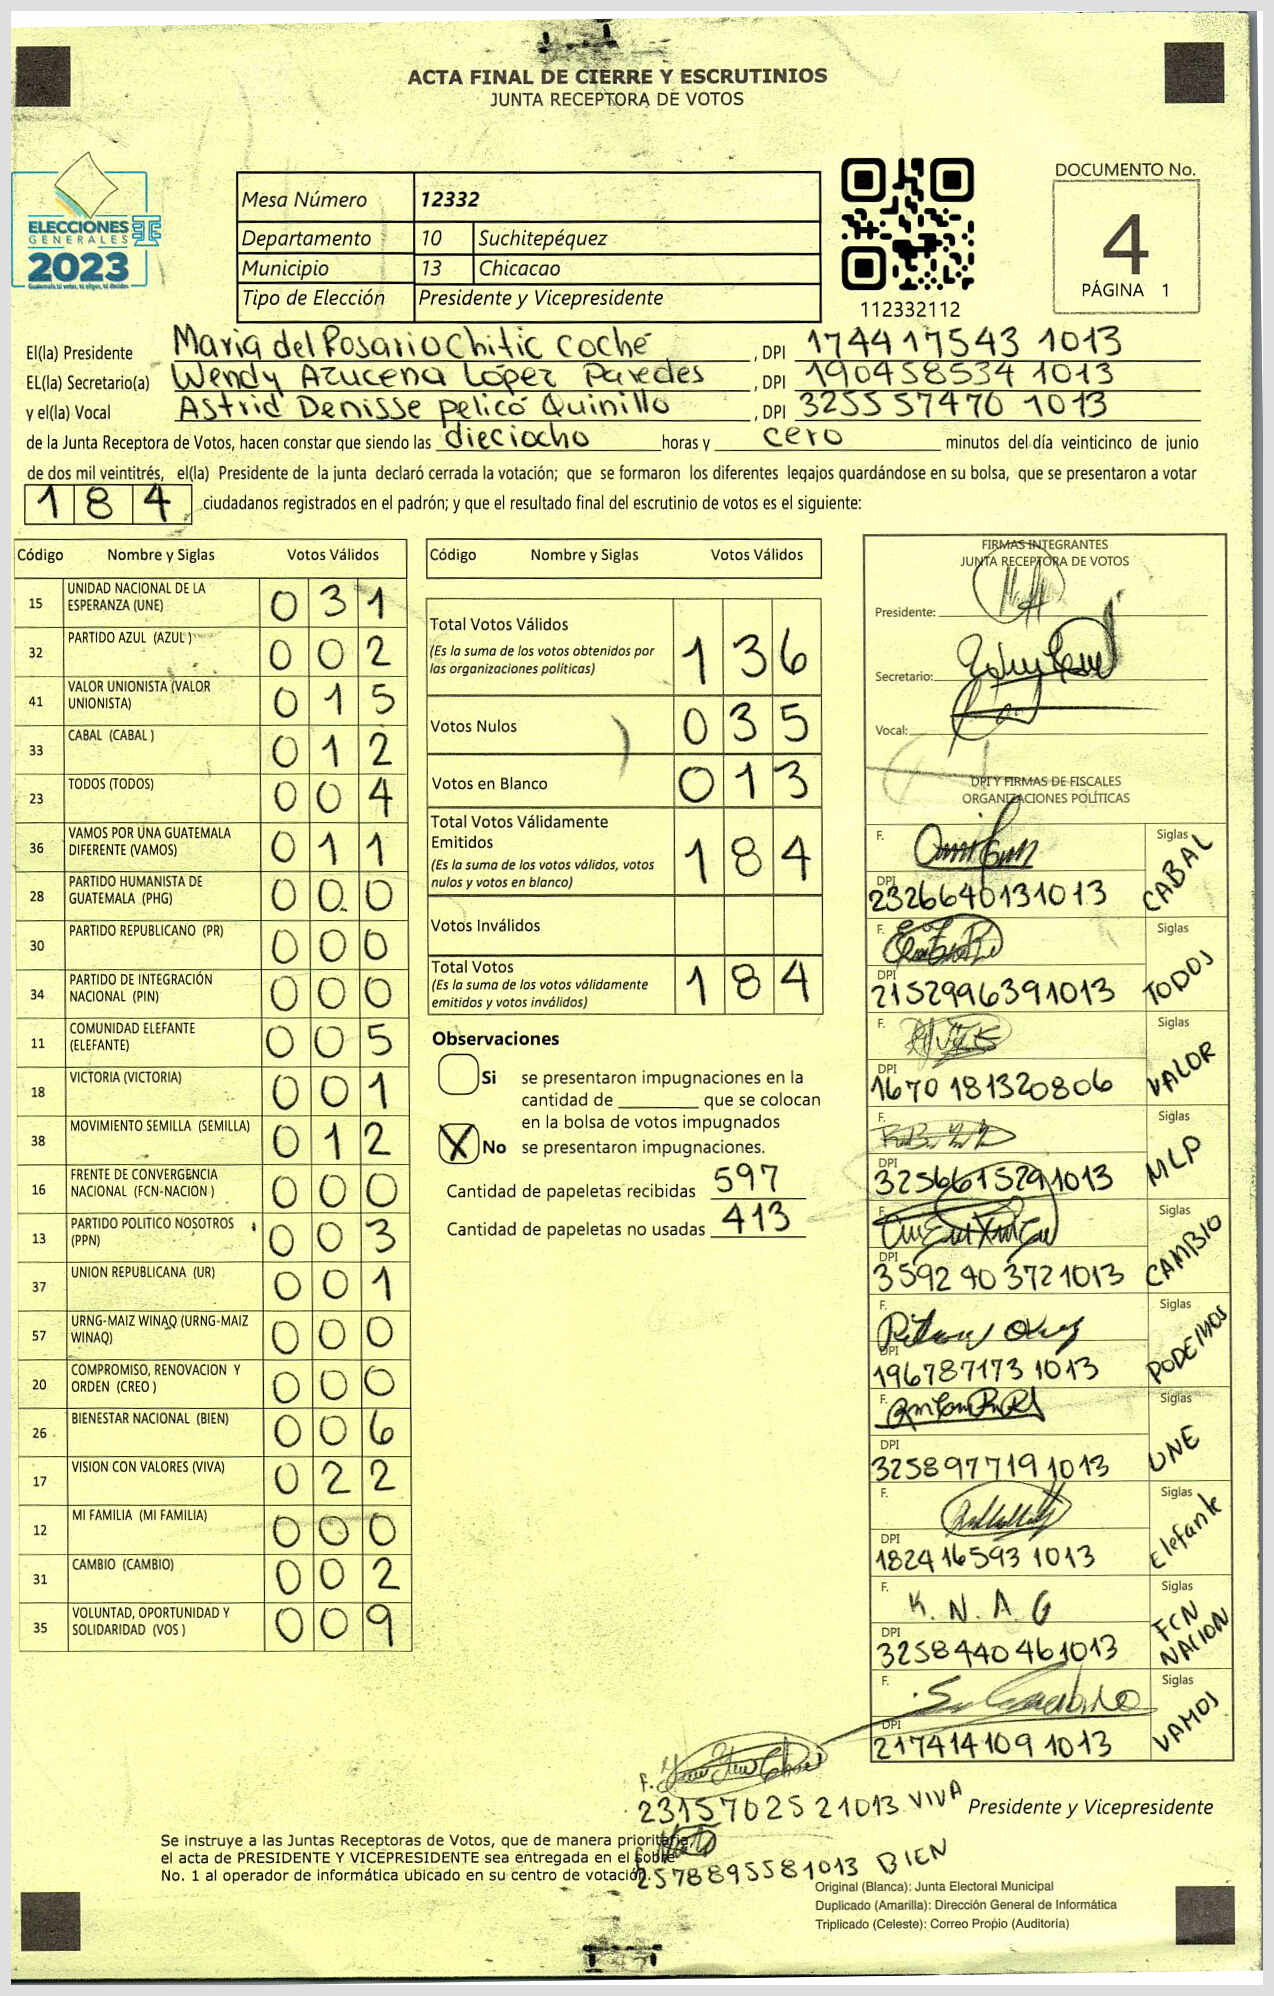 ACTA FINAL DE CIERRE Y ESCRUTINIOS
JUNTA RECEPTORA DE VOTOS
ELECCIONES
GENERALES
2023
Guatemala, tú votas, tú eliges, tú decides
Mesa Número 12332
Departamento 10 Suchitepéquez
Municipio 13 Chicacao
Tipo de Elección Presidente y Vicepresidente
112332112
DOCUMENTO No.
4
PÁGINA 1
El(la) Presidente Maria del Rosario Chitic Coché, DPI 174417543 1013
EL(la) Secretario(a) Wendy Azucena López Paredes, DPI 190458534 1013
y el(la) Vocal Astrid Denisse pelicó Quinillo, DPI 325557470 1013
de la Junta Receptora de Votos, hacen constar que siendo las dieciocho horas y cero minutos del día veinticinco de junio
de dos mil veintitrés, el(la) Presidente de la junta declaró cerrada la votación; que se formaron los diferentes legajos guardándose en su bolsa, que se presentaron a votar
184 ciudadanos registrados en el padrón; y que el resultado final del escrutinio de votos es el siguiente:
Código Nombre y Siglas Votos Válidos
15 UNIDAD NACIONAL DE LA ESPERANZA (UNE) 031
32 PARTIDO AZUL (AZUL ) 002
41 VALOR UNIONISTA (VALOR UNIONISTA) 015
33 CABAL (CABAL ) 012
23 TODOS (TODOS) 004
36 VAMOS POR UNA GUATEMALA DIFERENTE (VAMOS) 011
28 PARTIDO HUMANISTA DE GUATEMALA (PHG) 000
30 PARTIDO REPUBLICANO (PR) 000
34 PARTIDO DE INTEGRACIÓN NACIONAL (PIN) 000
11 COMUNIDAD ELEFANTE (ELEFANTE) 005
18 VICTORIA (VICTORIA) 001
38 MOVIMIENTO SEMILLA (SEMILLA) 012
16 FRENTE DE CONVERGENCIA NACIONAL (FCN-NACION ) 000
13 PARTIDO POLITICO NOSOTROS (PPN) 003
37 UNION REPUBLICANA (UR) 001
57 URNG-MAIZ WINAQ (URNG-MAIZ WINAQ) 000
20 COMPROMISO, RENOVACION Y ORDEN (CREO ) 000
26 BIENESTAR NACIONAL (BIEN) 006
17 VISION CON VALORES (VIVA) 022
12 MI FAMILIA (MI FAMILIA) 000
31 CAMBIO (CAMBIO) 002
35 VOLUNTAD, OPORTUNIDAD Y SOLIDARIDAD (VOS ) 009
Código Nombre y Siglas Votos Válidos
Total Votos Válidos 136
(Es la suma de los votos obtenidos por
las organizaciones políticas)
Votos Nulos 035
Votos en Blanco 013
Total Votos Válidamente
Emitidos 184
(Es la suma de los votos válidos, votos
nulos y votos en blanco)
Votos Inválidos
Total Votos 184
(Es la suma de los votos válidamente
emitidos y votos inválidos)
Observaciones
Si se presentaron impugnaciones en la
cantidad de ________ que se colocan
en la bolsa de votos impugnados
X No se presentaron impugnaciones.
Cantidad de papeletas recibidas 597
Cantidad de papeletas no usadas 413
FIRMAS INTEGRANTES
JUNTA RECEPTORA DE VOTOS
Presidente:
Secretario:
Vocal:
DPI Y FIRMAS DE FISCALES
ORGANIZACIONES POLÍTICAS
F. Siglas CABAL
DPI 2326640131013
F. Siglas TODOS
DPI 2152996391013
F. Siglas VALOR
DPI 1670181320806
F. Siglas MLP
DPI 3256615291013
F. Siglas CAMBIO
DPI 3592403721013
F. Siglas PODEMOS
DPI 196787173 1013
F. Siglas UNE
DPI 325897719 1013
F. Siglas Elefante
DPI 182416593 1013
F. K. N. A G Siglas FCN NACION
DPI 3258440461013
F. Siglas VAMOS
DPI 217414109 1013
F.
2315702521013 VIVA
Presidente y Vicepresidente
2578895581013 BIEN
Se instruye a las Juntas Receptoras de Votos, que de manera prioritaria,
el acta de PRESIDENTE Y VICEPRESIDENTE sea entregada en el sobre
No. 1 al operador de informática ubicado en su centro de votación.
Original (Blanca): Junta Electoral Municipal
Duplicado (Amarilla): Dirección General de Informática
Triplicado (Celeste): Correo Propio (Auditoría)